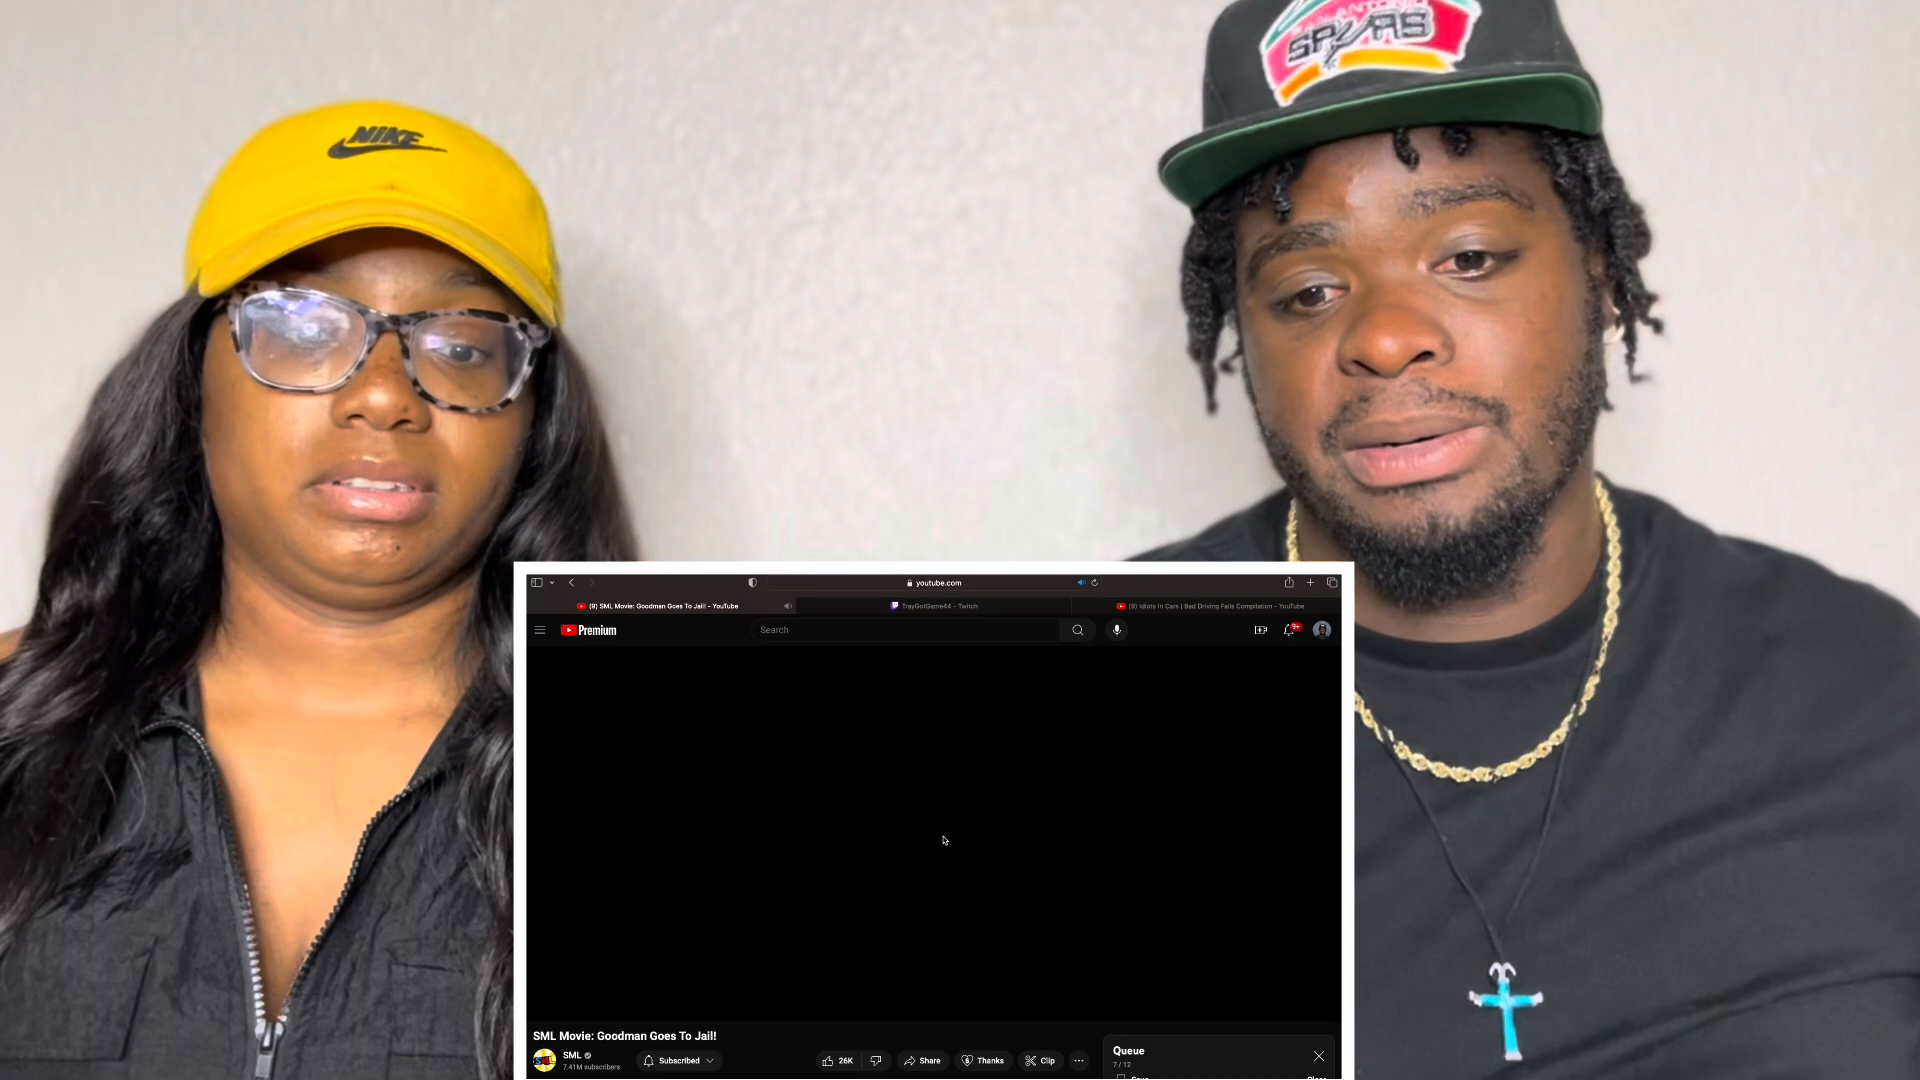 NIKE
SAN ANTONIO
SPURS
youtube.com
(9) SML Movie: Goodman Goes To Jail! - YouTube
TrayGotGame44 - Twitch
(9) Idiots In Cars | Bad Driving Fails Compilation - YouTube
Premium
Search
9+
SML Movie: Goodman Goes To Jail!
SML
7.41M subscribers
Subscribed
26K
Share
Thanks
Clip
Queue
7 / 12